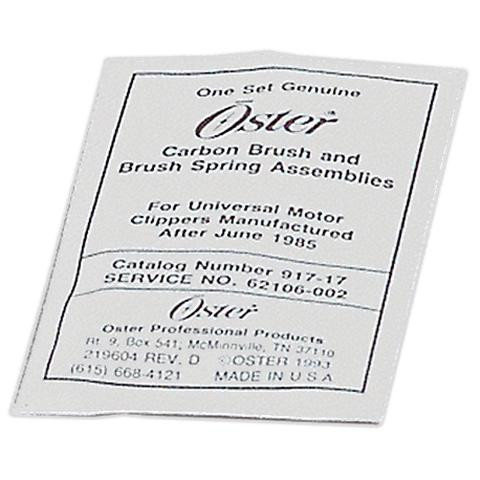 One Set Genuine
Oster®
Carbon Brush and
Brush Spring Assemblies
For Universal Motor
Clippers Manufactured
After June 1985
Catalog Number 917-17
SERVICE NO. 62106-002
Oster®
Oster Professional Products
Rt. 9, Box 541, McMinnville, TN 37110
219604 REV. D ©OSTER 1993
(615) 668-4121 MADE IN U S A